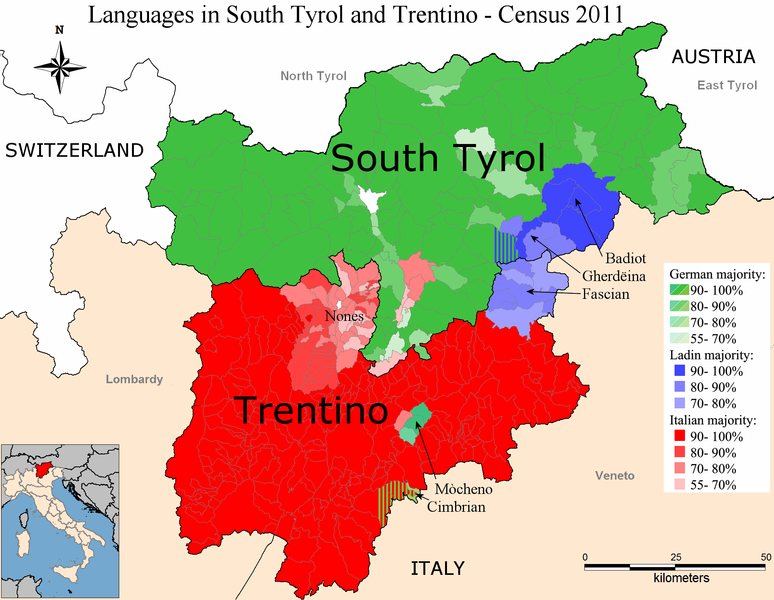 Languages in South Tyrol and Trentino - Census 2011
N
AUSTRIA
North Tyrol
East Tyrol
SWITZERLAND
South Tyrol
Badiot
Gherdëina
Fascian
German majority:
90- 100%
80- 90%
70- 80%
55- 70%
Ladin majority:
90- 100%
80- 90%
70- 80%
Italian majority:
90- 100%
80- 90%
70- 80%
55- 70%
Nones
Lombardy
Trentino
Veneto
Mòcheno
Cimbrian
ITALY
0 25 50
kilometers